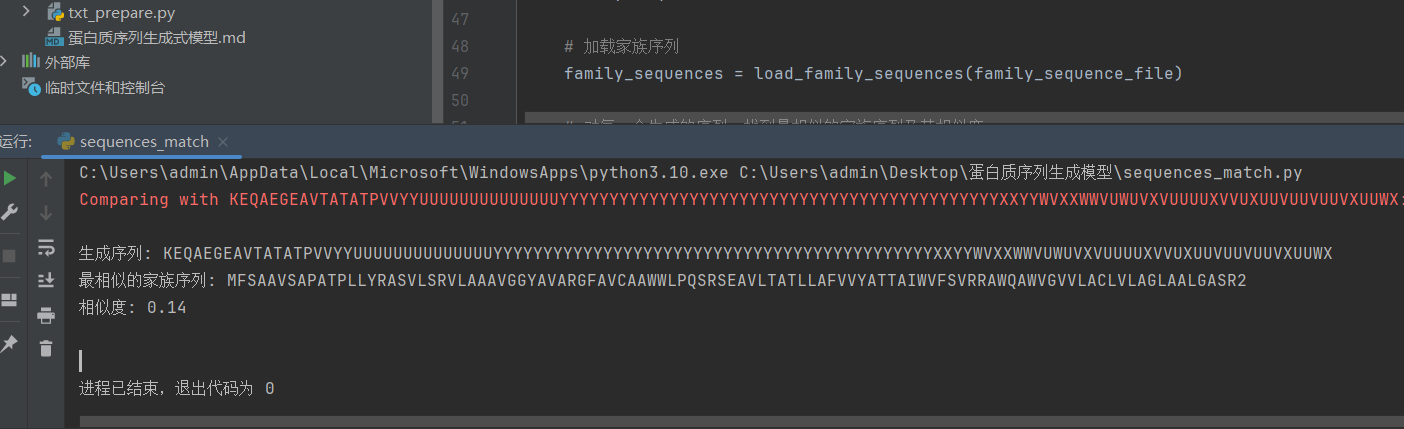 txt_prepare.py
蛋白质序列生成式模型.md
外部库
临时文件和控制台
47
48 # 加载家族序列
49 family_sequences = load_family_sequences(family_sequence_file)
50
运行: sequences_match
C:\Users\admin\AppData\Local\Microsoft\WindowsApps\python3.10.exe C:\Users\admin\Desktop\蛋白质序列生成模型\sequences_match.py
Comparing with KEQAEGEAVTATATPVVYYUUUUUUUUUUUUUUYYYYYYYYYYYYYYYYYYYYYYYYYYYYYYYYYYYYYYYYYYYYXXYYWVXXWWVUWUVXVUUUUXVVUXUUVUUVUUVXUUWX:
生成序列: KEQAEGEAVTATATPVVYYUUUUUUUUUUUUUUYYYYYYYYYYYYYYYYYYYYYYYYYYYYYYYYYYYYYYYYYYYYXXYYWVXXWWVUWUVXVUUUUXVVUXUUVUUVUUVXUUWX
最相似的家族序列: MFSAAVSAPATPLLYRASVLSRVLAAAVGGYAVARGFAVCAAWWLPQSRSEAVLTATLLAFVVYATTAIWVFSVRRAWQAWVGVVLACLVLAGLAALGASR2
相似度: 0.14
进程已结束，退出代码为 0